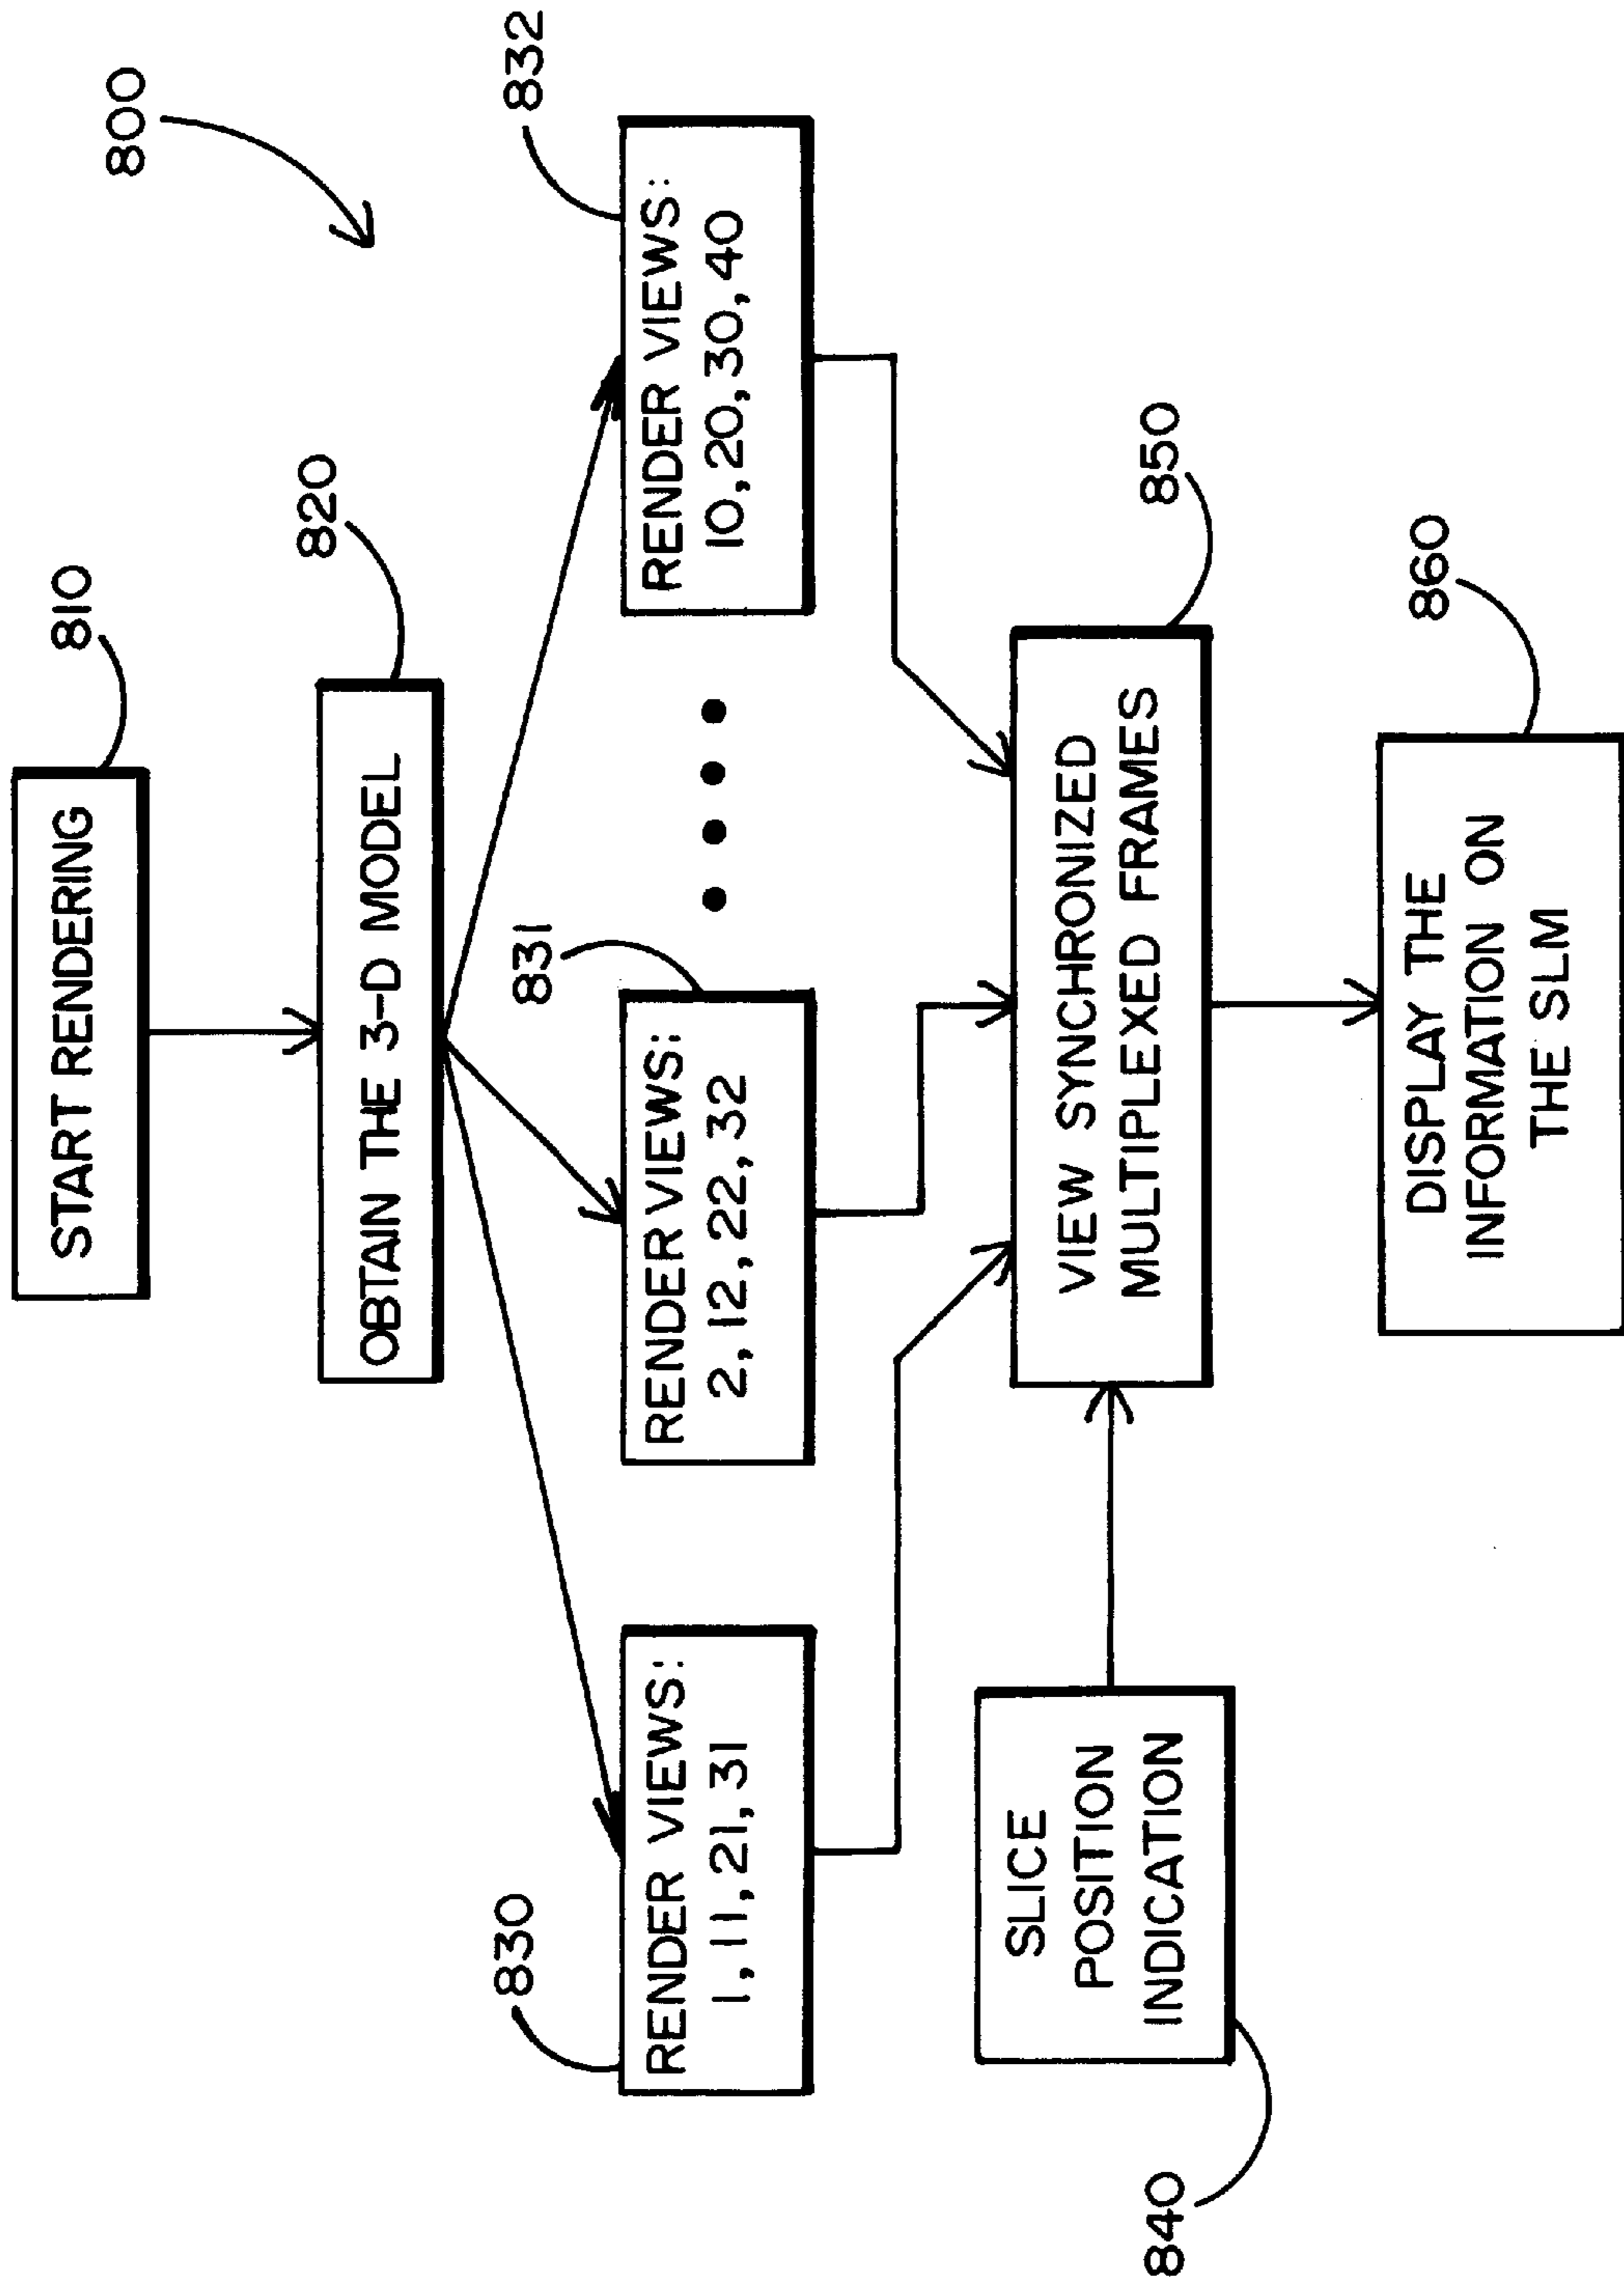 800
START RENDERING
810
OBTAIN THE 3-D MODEL
820
830
RENDER VIEWS:
1,11,21,31
831
RENDER VIEWS:
2,12,22,32
832
RENDER VIEWS:
10,20,30,40
840
SLICE
POSITION
INDICATION
VIEW SYNCHRONIZED
MULTIPLEXED FRAMES
850
DISPLAY THE
INFORMATION ON
THE SLM
860